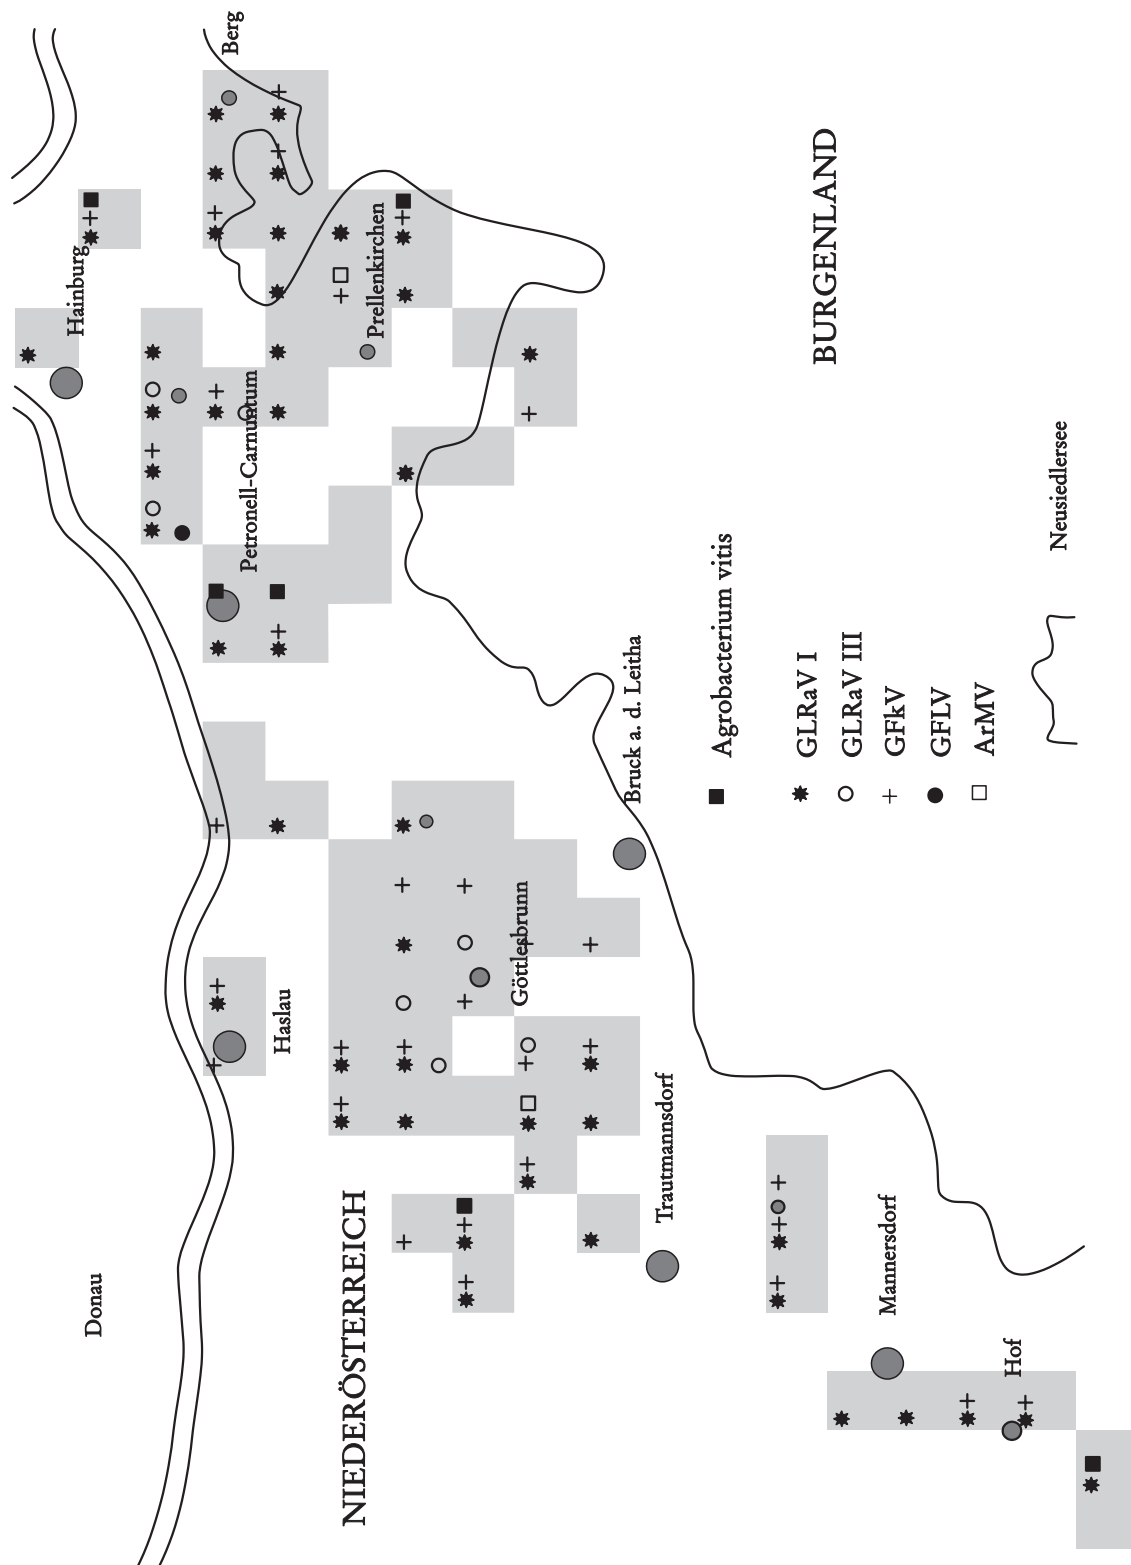 Berg
Hainburg
Prellenkirchen
Petronell-Carnuntum
BURGENLAND
Neusiedlersee
Bruck a. d. Leitha
Göttlesbrunn
Haslau
Trautmannsdorf
Donau
NIEDERÖSTERREICH
Mannersdorf
Hof
Agrobacterium vitis
GLRaV I
GLRaV III
GFkV
GFLV
ArMV